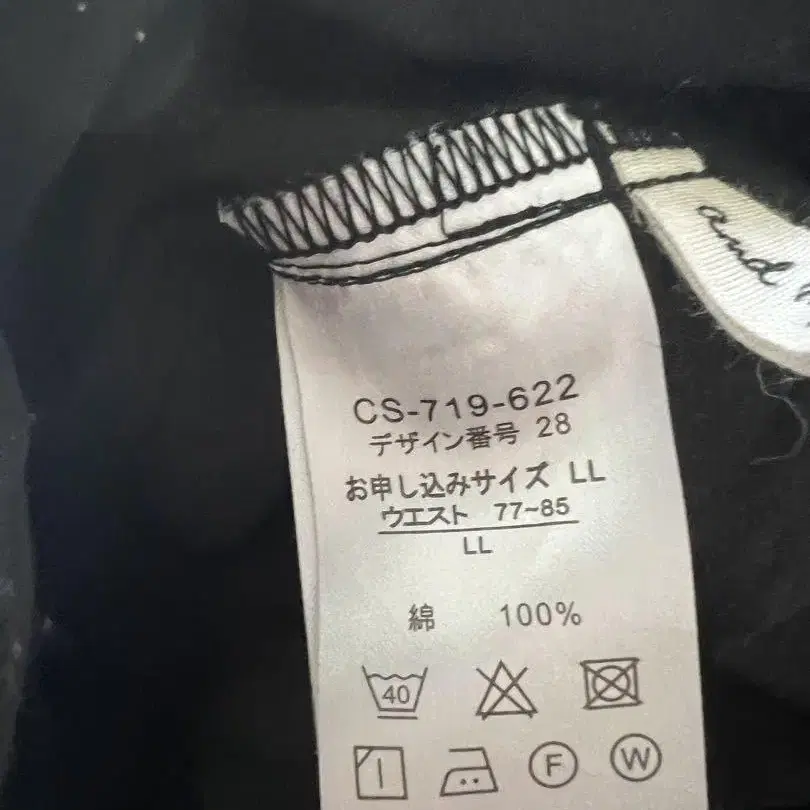 and
CS-719-622
デザイン番号 28
お申し込みサイズ LL
ウエスト 77~85
LL
綿 100%
40
F
W